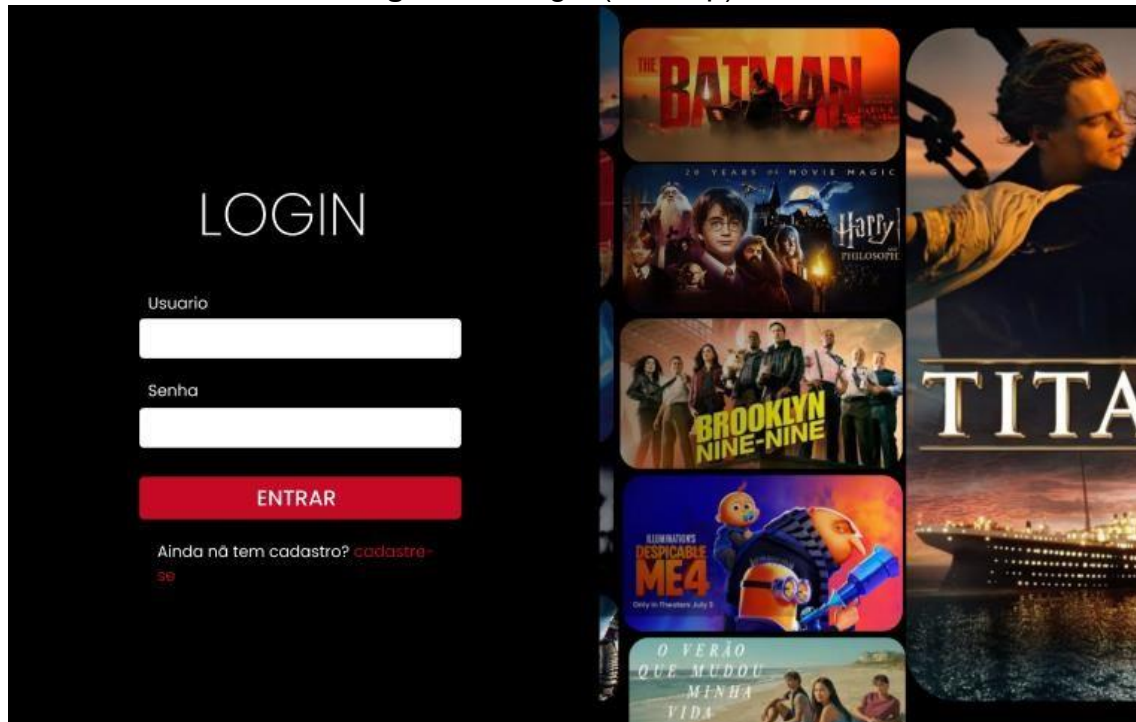 LOGIN
Usuario
Senha
ENTRAR
Ainda nã tem cadastro? cadastre-
se
THE
BATMAN
20 YEARS OF MOVIE MAGIC
Harry
PHILOSOPH
BROOKLYN
NINE-NINE
ILLUMINATION'S
DESPICABLE
ME4
Only in Theaters July 3
O VERÃO
QUE MUDOU
MINHA
VIDA
TITA